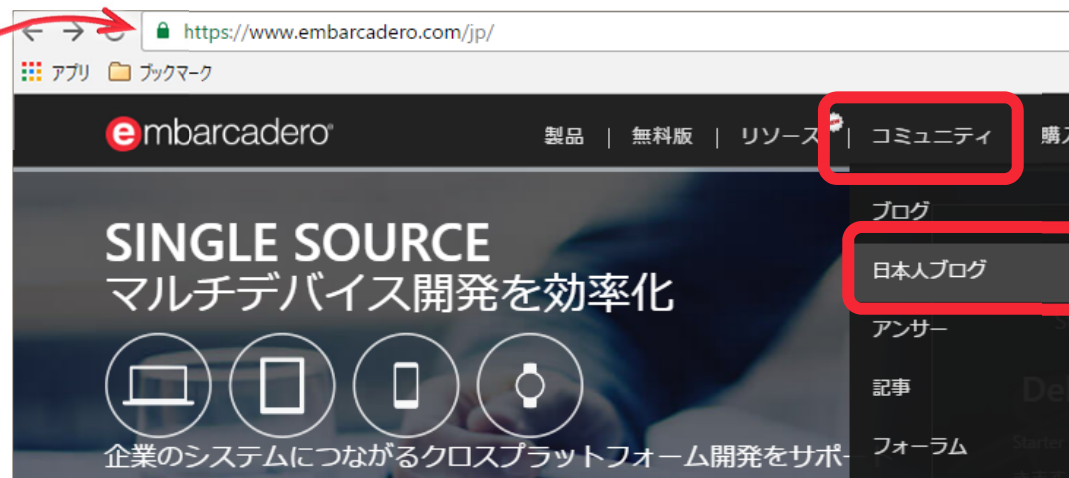 https://www.embarcadero.com/jp/
アプリ ブックマーク
embarcadero
製品 | 無料版 | リソース | コミュニティ 購入
ブログ
日本人ブログ
アンサー
記事
フォーラム
SINGLE SOURCE
マルチデバイス開発を効率化
企業のシステムにつながるクロスプラットフォーム開発をサポー
Starter